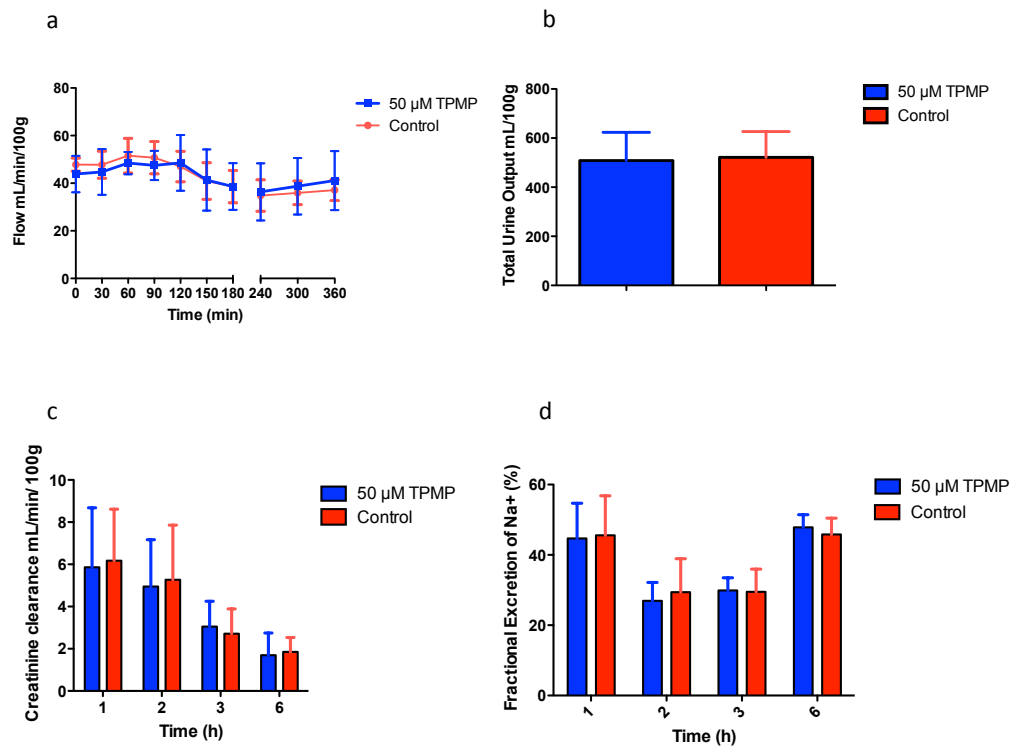 a
80
60
40
20
0
Flow mL/min/100g
0 30 60 90 120 150 180 240 300 360
Time (min)
50 µM TPMP
Control
b
800
600
400
200
0
Total Urine Output mL/100g
50 µM TPMP
Control
c
10
8
6
4
2
0
Creatinine clearance mL/min/ 100g
1 2 3 6
Time (h)
50 µM TPMP
Control
d
60
40
20
0
Fractional Excretion of Na+ (%)
1 2 3 6
Time (h)
50 µM TPMP
Control